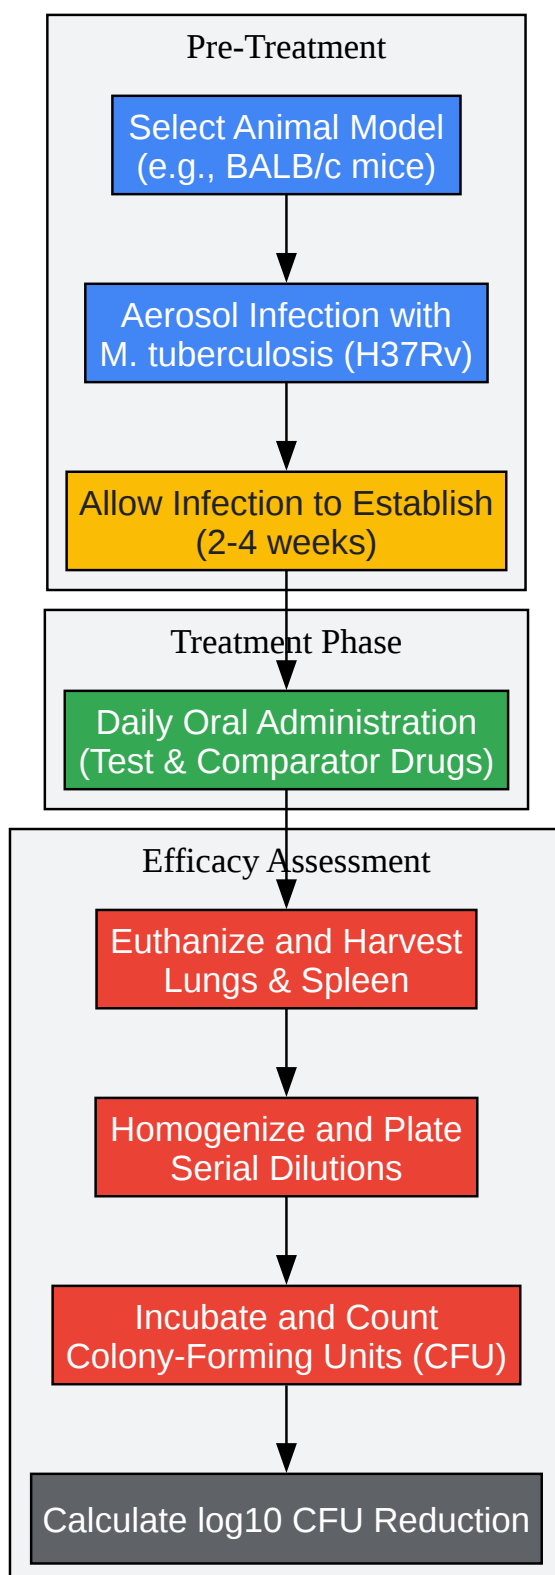 Pre-Treatment
Select Animal Model
(e.g., BALB/c mice)
Aerosol Infection with
M. tuberculosis (H37Rv)
Allow Infection to Establish
(2-4 weeks)
Treatment Phase
Daily Oral Administration
(Test & Comparator Drugs)
Efficacy Assessment
Euthanize and Harvest
Lungs & Spleen
Homogenize and Plate
Serial Dilutions
Incubate and Count
Colony-Forming Units (CFU)
Calculate log10 CFU Reduction